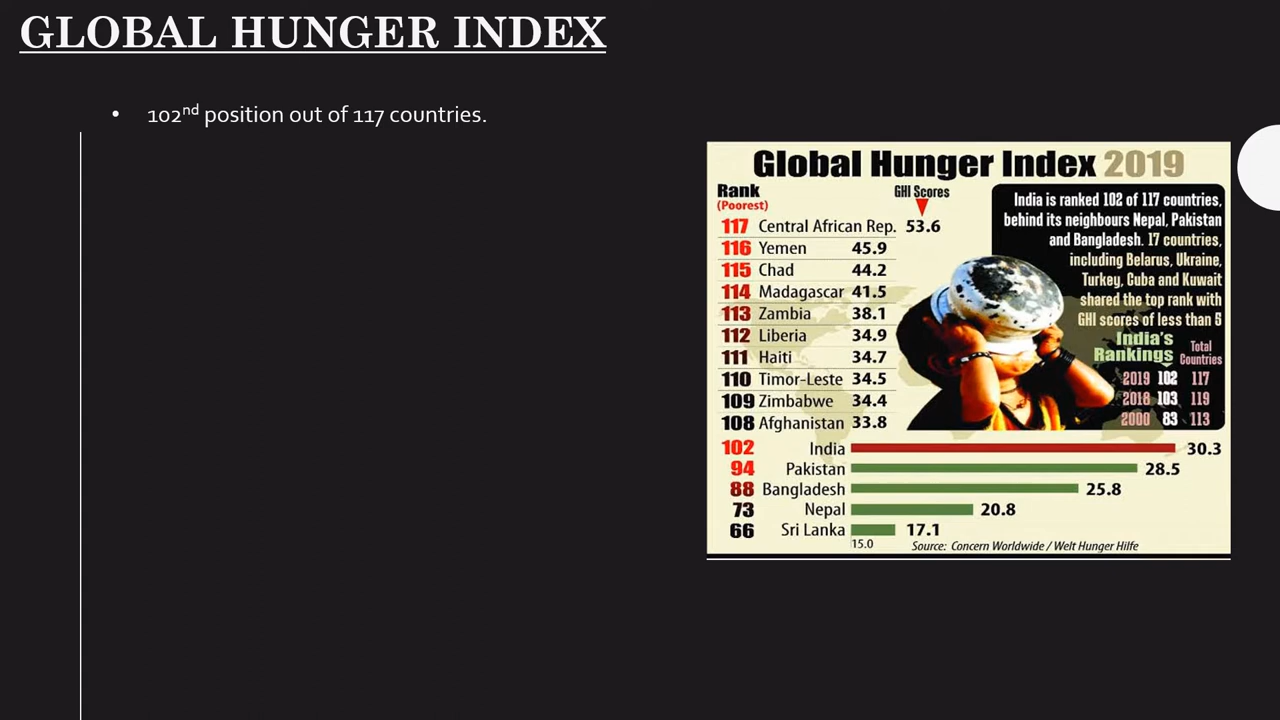 GLOBAL HUNGER INDEX
• 102nd position out of 117 countries.
Global Hunger Index 2019
Rank
(Poorest)
GHI Scores
117 Central African Rep. 53.6
116 Yemen 45.9
115 Chad 44.2
114 Madagascar 41.5
113 Zambia 38.1
112 Liberia 34.9
111 Haiti 34.7
110 Timor-Leste 34.5
109 Zimbabwe 34.4
108 Afghanistan 33.8
India is ranked 102 of 117 countries,
behind its neighbours Nepal, Pakistan
and Bangladesh. 17 countries,
including Belarus, Ukraine,
Turkey, Cuba and Kuwait
shared the top rank with
GHI scores of less than 5
India's
Rankings
Total
Countries
2019 102 117
2018 103 119
2000 83 113
102 India 30.3
94 Pakistan 28.5
88 Bangladesh 25.8
73 Nepal 20.8
66 Sri Lanka 17.1
15.0
Source: Concern Worldwide / Welt Hunger Hilfe